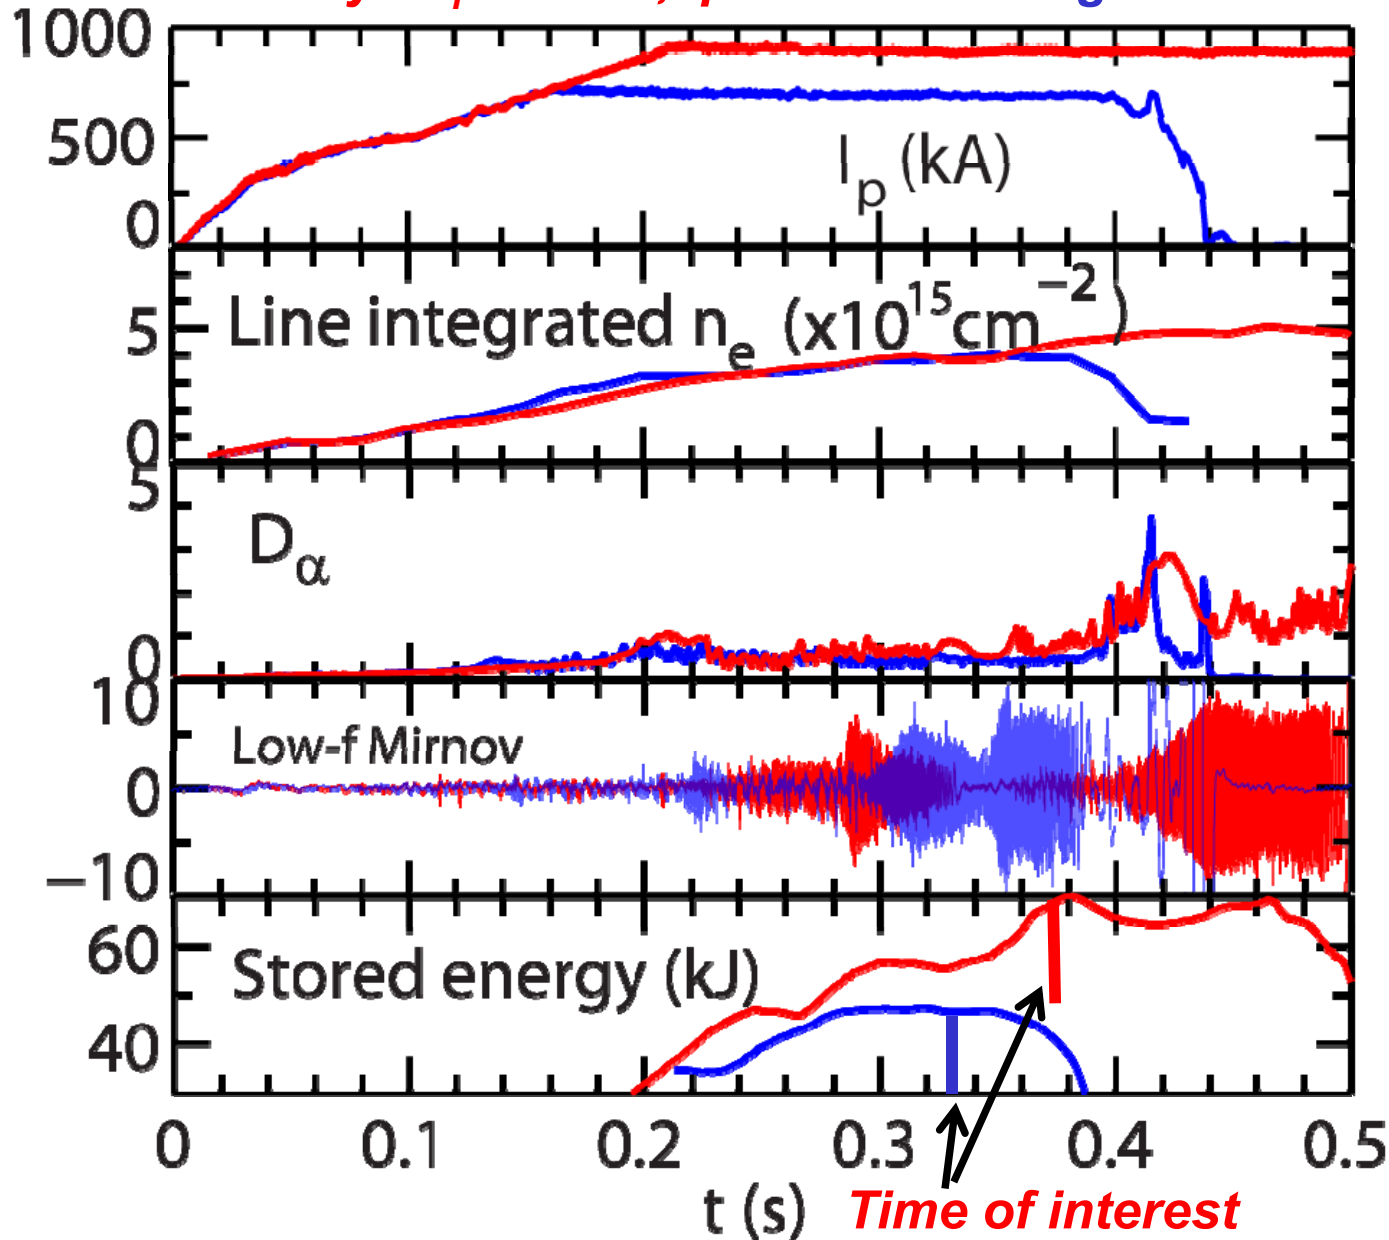 1000
500
0
I_p (kA)
5
0
Line integrated n_e (x10^15 cm^−2)
5
0
D_α
10
0
−10
Low-f Mirnov
60
40
Stored energy (kJ)
0 0.1 0.2 0.3 0.4 0.5
t (s)
Time of interest